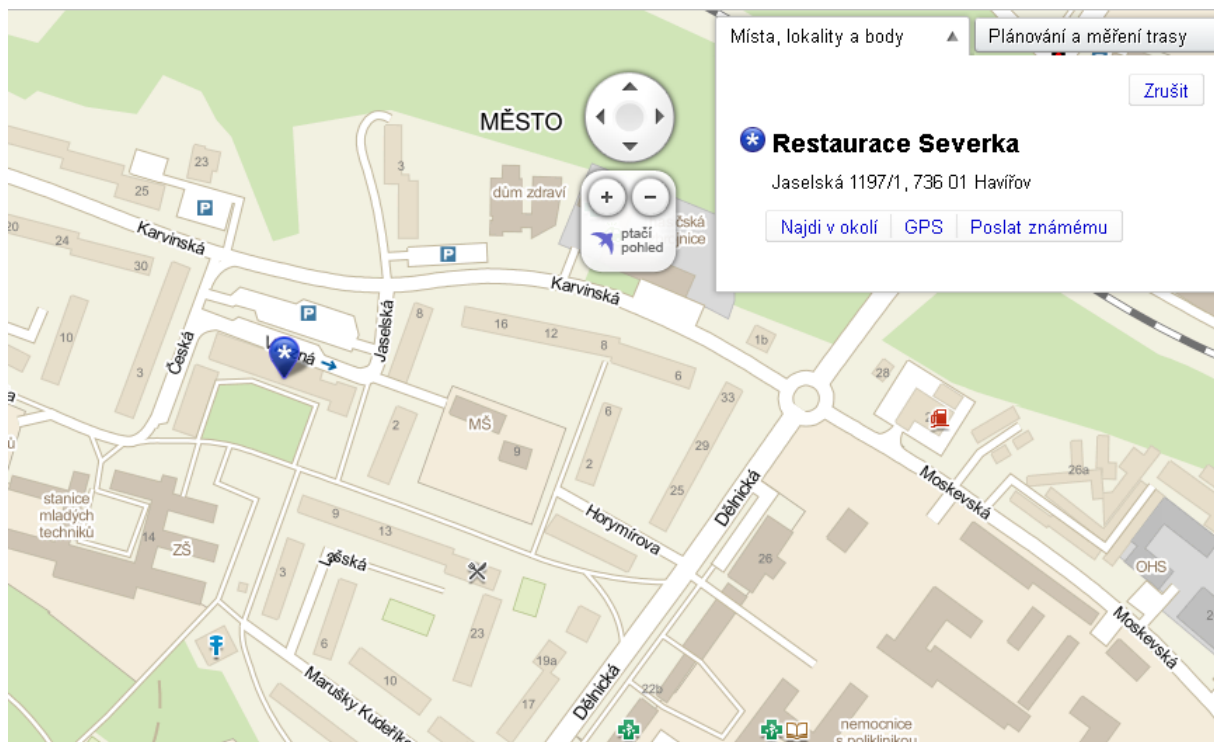 Místa, lokality a body
Plánování a měření trasy
Zrušit
Restaurace Severka
Jaselská 1197/1, 736 01 Havířov
Najdi v okolí
GPS
Poslat známému
MĚSTO
ptačí
pohled
dům zdraví
23
25
3
P
20
24
30
Karvinská
P
Karvinská
P
10
3
Česká
Jaselská
8
16
12
8
6
1b
28
2
MŠ
9
6
2
33
29
25
26a
Moskevská
Dělnická
Horymírova
stanice
mladých
techniků
14
ZŠ
9
13
3
26
OHS
Moskevská
6
10
23
19a
17
22b
Dělnická
nemocnice
s poliklinikou